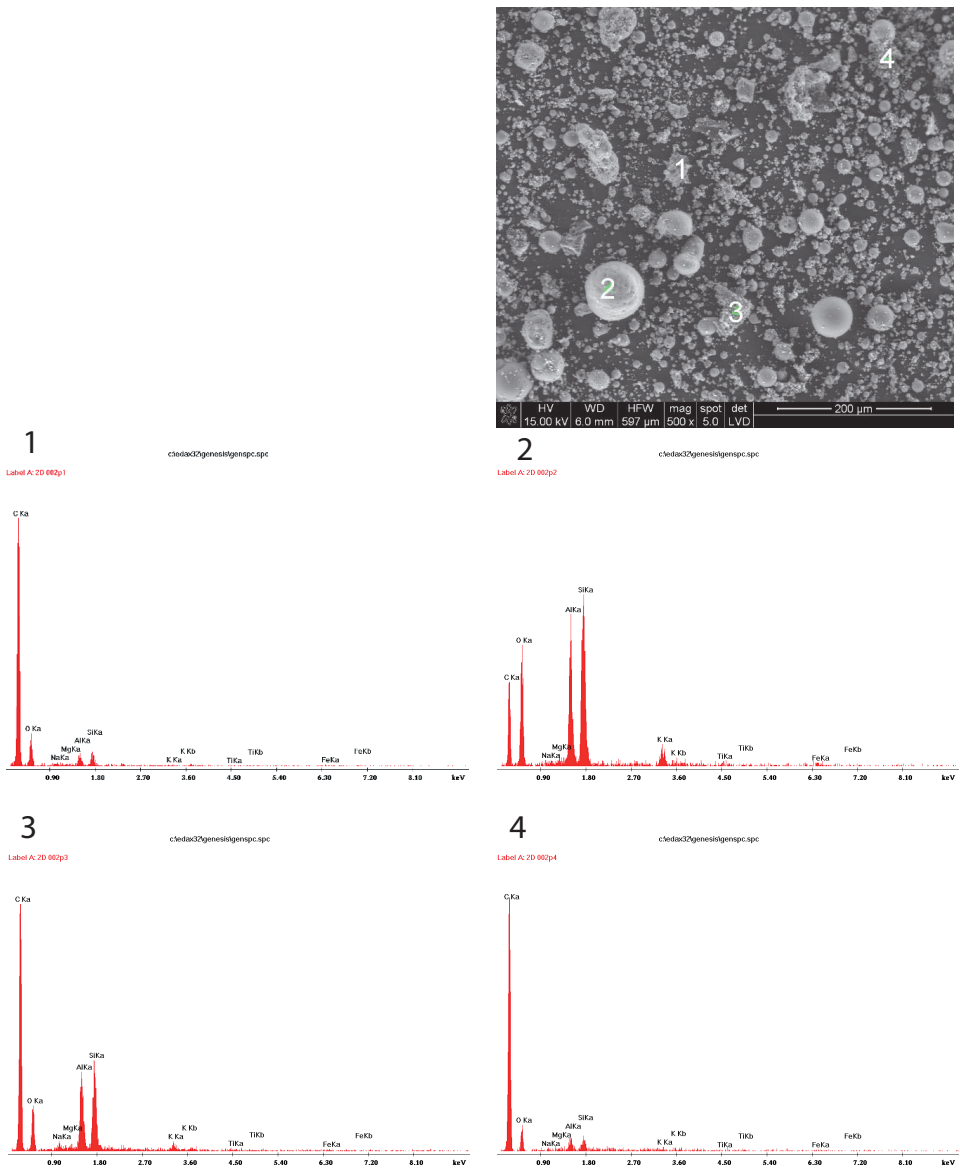 4
1
2
3
HV WD HFW mag spot det
15.00 kV 6.0 mm 597 µm 500 x 5.0 LVD
200 µm
1
c:\edax32\genesis\genspc.spc
Label A: 2D 002p1
C Ka
O Ka
NaKa
MgKa
AlKa
SiKa
K Ka
K Kb
TiKa
TiKb
FeKa
FeKb
0.90 1.80 2.70 3.60 4.50 5.40 6.30 7.20 8.10 keV
2
c:\edax32\genesis\genspc.spc
Label A: 2D 002p2
C Ka
O Ka
NaKa
MgKa
AlKa
SiKa
K Ka
K Kb
TiKa
TiKb
FeKa
FeKb
0.90 1.80 2.70 3.60 4.50 5.40 6.30 7.20 8.10 keV
3
c:\edax32\genesis\genspc.spc
Label A: 2D 002p3
C Ka
O Ka
NaKa
MgKa
AlKa
SiKa
K Ka
K Kb
TiKa
TiKb
FeKa
FeKb
0.90 1.80 2.70 3.60 4.50 5.40 6.30 7.20 8.10 keV
4
c:\edax32\genesis\genspc.spc
Label A: 2D 002p4
C Ka
O Ka
NaKa
MgKa
AlKa
SiKa
K Ka
K Kb
TiKa
TiKb
FeKa
FeKb
0.90 1.80 2.70 3.60 4.50 5.40 6.30 7.20 8.10 keV